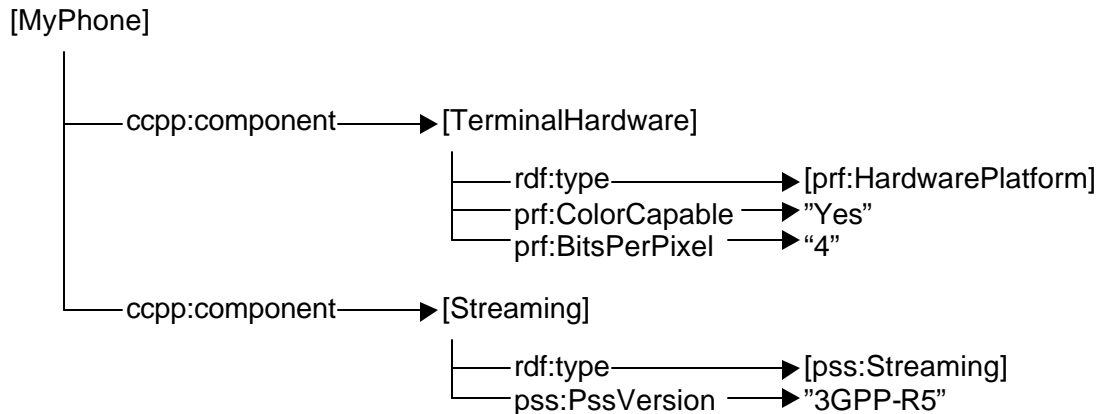 [MyPhone]
ccpp:component [TerminalHardware]
rdf:type [prf:HardwarePlatform]
prf:ColorCapable ”Yes”
prf:BitsPerPixel “4”
ccpp:component [Streaming]
rdf:type [pss:Streaming]
pss:PssVersion ”3GPP-R5”